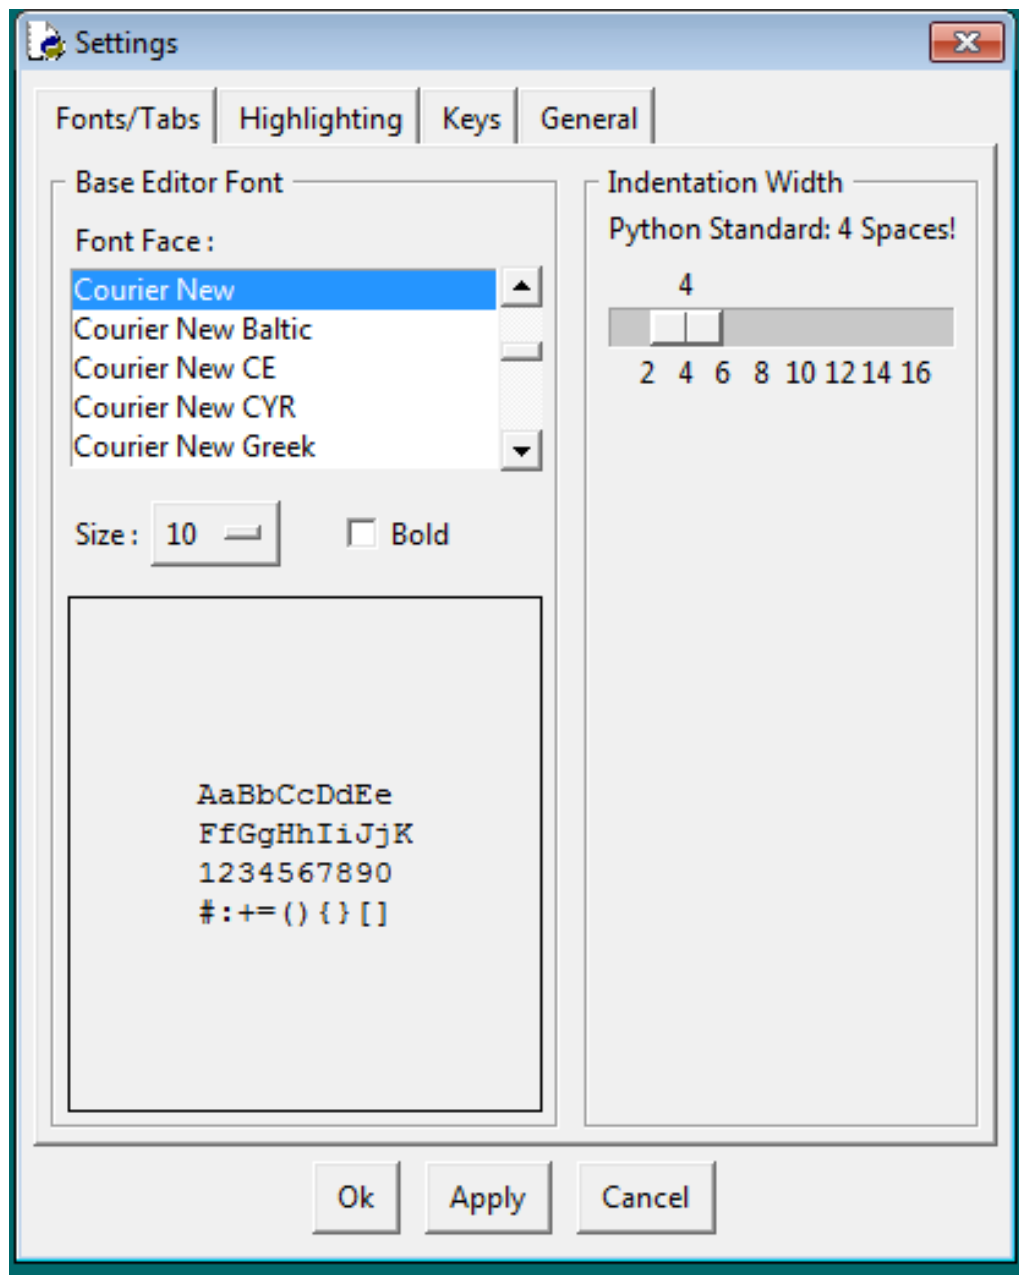 Settings
Fonts/Tabs Highlighting Keys General
Base Editor Font
Font Face :
Courier New
Courier New Baltic
Courier New CE
Courier New CYR
Courier New Greek
Size : 10 Bold
AaBbCcDdEe
FfGgHhIiJjK
1234567890
#:+=(){}[]
Indentation Width
Python Standard: 4 Spaces!
4
2 4 6 8 10 12 14 16
Ok Apply Cancel